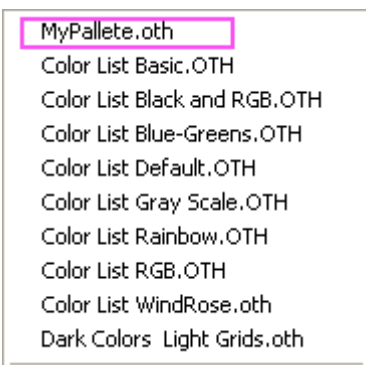 MyPallete.oth
Color List Basic.OTH
Color List Black and RGB.OTH
Color List Blue-Greens.OTH
Color List Default.OTH
Color List Gray Scale.OTH
Color List Rainbow.OTH
Color List RGB.OTH
Color List WindRose.oth
Dark Colors  Light Grids.oth